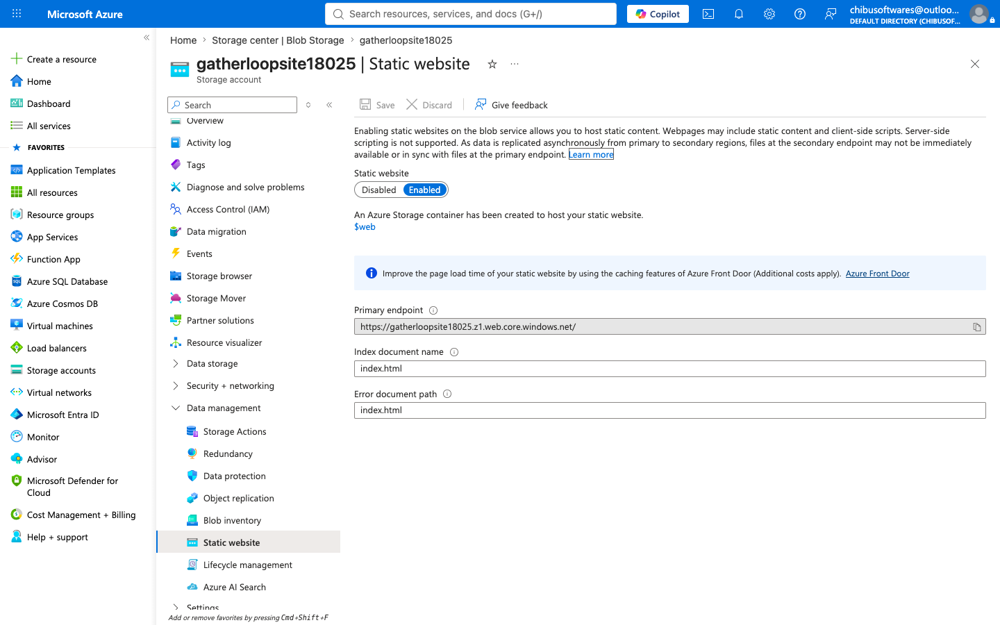 Microsoft Azure
Search resources, services, and docs (G+/)
Copilot
chibusoftwares@outloo...
DEFAULT DIRECTORY (CHIBUSOF...
Create a resource
Home
Dashboard
All services
FAVORITES
Application Templates
All resources
Resource groups
App Services
Function App
Azure SQL Database
Azure Cosmos DB
Virtual machines
Load balancers
Storage accounts
Virtual networks
Microsoft Entra ID
Monitor
Advisor
Microsoft Defender for
Cloud
Cost Management + Billing
Help + support
Home
Storage center | Blob Storage
gatherloopsite18025
gatherloopsite18025 | Static website
Storage account
Search
Overview
Activity log
Tags
Diagnose and solve problems
Access Control (IAM)
Data migration
Events
Storage browser
Storage Mover
Partner solutions
Resource visualizer
Data storage
Security + networking
Data management
Storage Actions
Redundancy
Data protection
Object replication
Blob inventory
Static website
Lifecycle management
Azure AI Search
Settings
Add or remove favorites by pressing Cmd+Shift+F
Save
Discard
Give feedback
Enabling static websites on the blob service allows you to host static content. Webpages may include static content and client-side scripts. Server-side
scripting is not supported. As data is replicated asynchronously from primary to secondary regions, files at the secondary endpoint may not be immediately
available or in sync with files at the primary endpoint. Learn more
Static website
Disabled Enabled
An Azure Storage container has been created to host your static website.
$web
Improve the page load time of your static website by using the caching features of Azure Front Door (Additional costs apply). Azure Front Door
Primary endpoint
https://gatherloopsite18025.z1.web.core.windows.net/
Index document name
index.html
Error document path
index.html